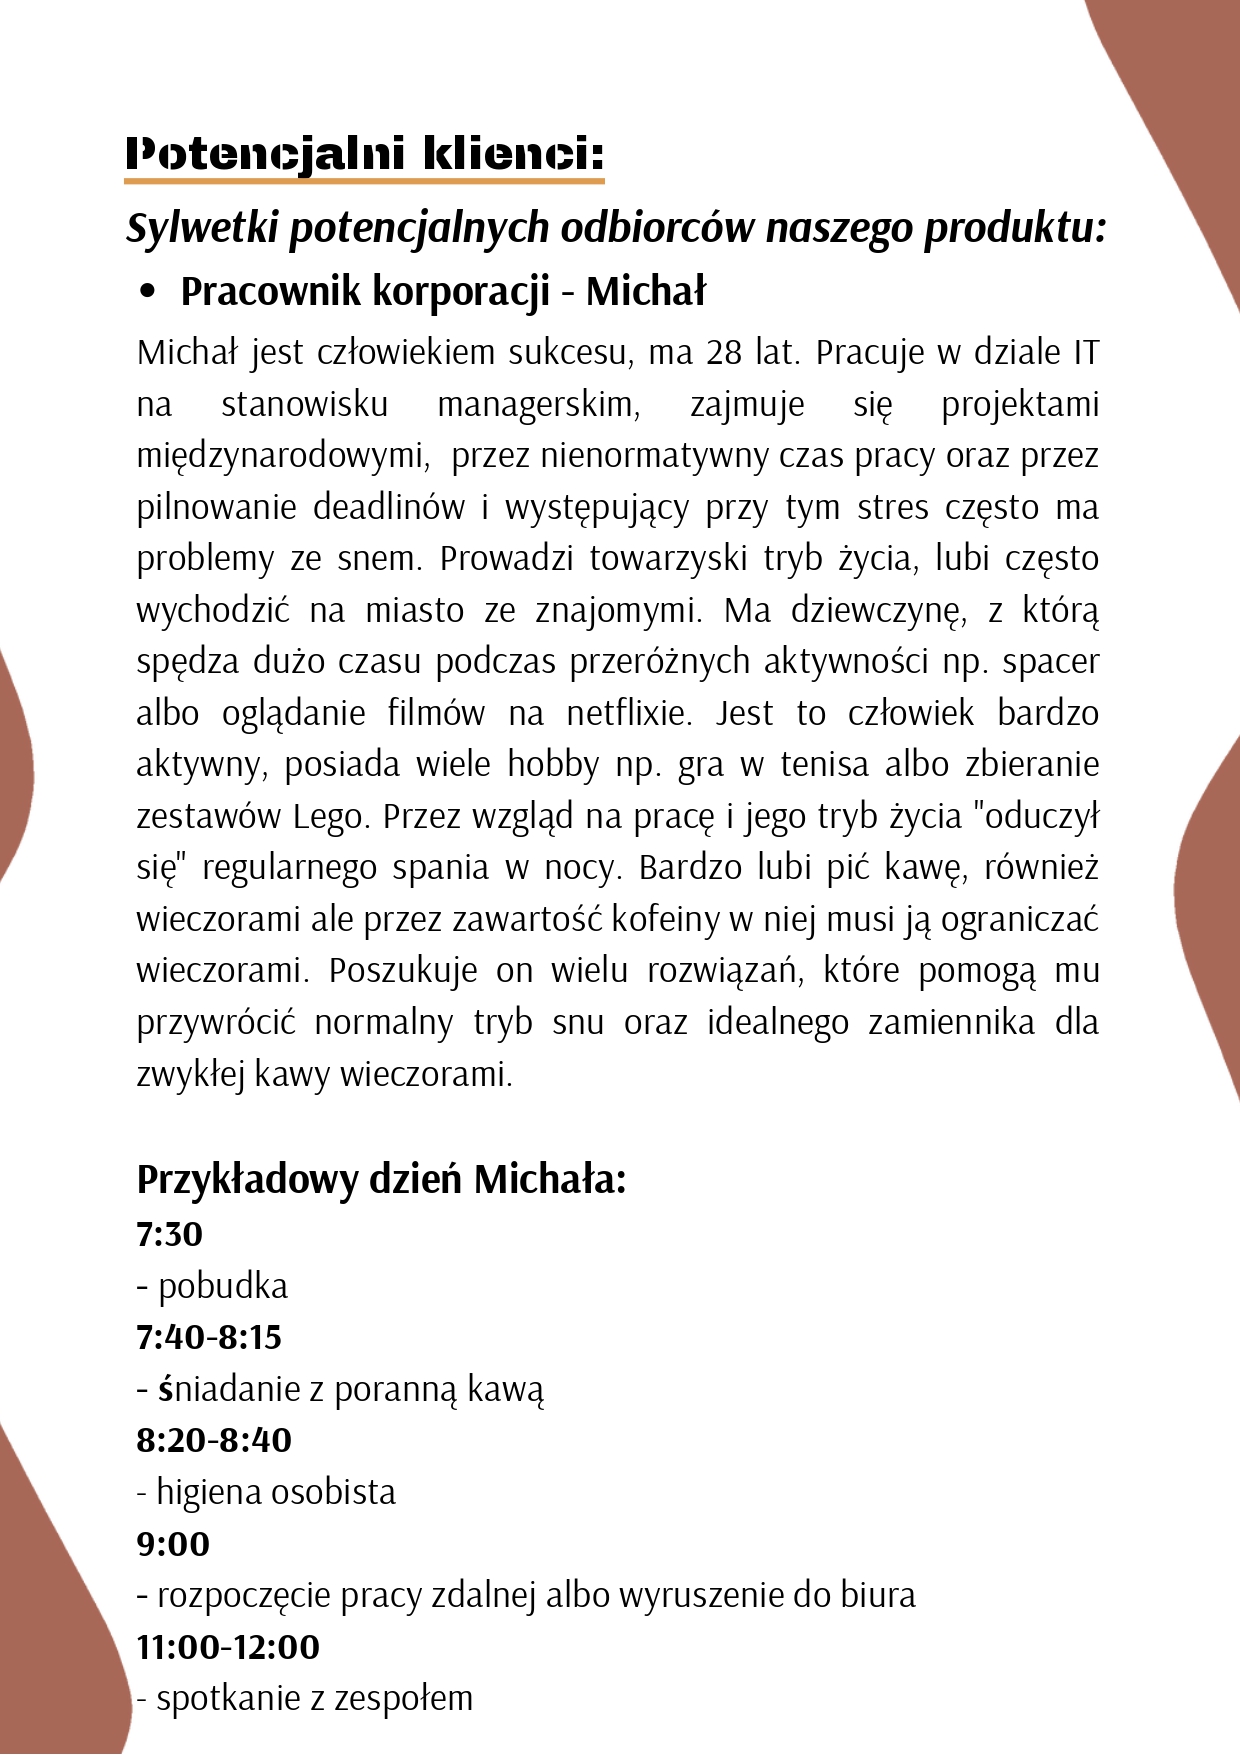 Potencjalni klienci:
Sylwetki potencjalnych odbiorców naszego produktu:
• Pracownik korporacji - Michał
Michał jest człowiekiem sukcesu, ma 28 lat. Pracuje w dziale IT
na stanowisku managerskim, zajmuje się projektami
międzynarodowymi, przez nienormatywny czas pracy oraz przez
pilnowanie deadlinów i występujący przy tym stres często ma
problemy ze snem. Prowadzi towarzyski tryb życia, lubi często
wychodzić na miasto ze znajomymi. Ma dziewczynę, z którą
spędza dużo czasu podczas przeróżnych aktywności np. spacer
albo oglądanie filmów na netflixie. Jest to człowiek bardzo
aktywny, posiada wiele hobby np. gra w tenisa albo zbieranie
zestawów Lego. Przez wzgląd na pracę i jego tryb życia "oduczył
się" regularnego spania w nocy. Bardzo lubi pić kawę, również
wieczorami ale przez zawartość kofeiny w niej musi ją ograniczać
wieczorami. Poszukuje on wielu rozwiązań, które pomogą mu
przywrócić normalny tryb snu oraz idealnego zamiennika dla
zwykłej kawy wieczorami.
Przykładowy dzień Michała:
7:30
- pobudka
7:40-8:15
- śniadanie z poranną kawą
8:20-8:40
- higiena osobista
9:00
- rozpoczęcie pracy zdalnej albo wyruszenie do biura
11:00-12:00
- spotkanie z zespołem